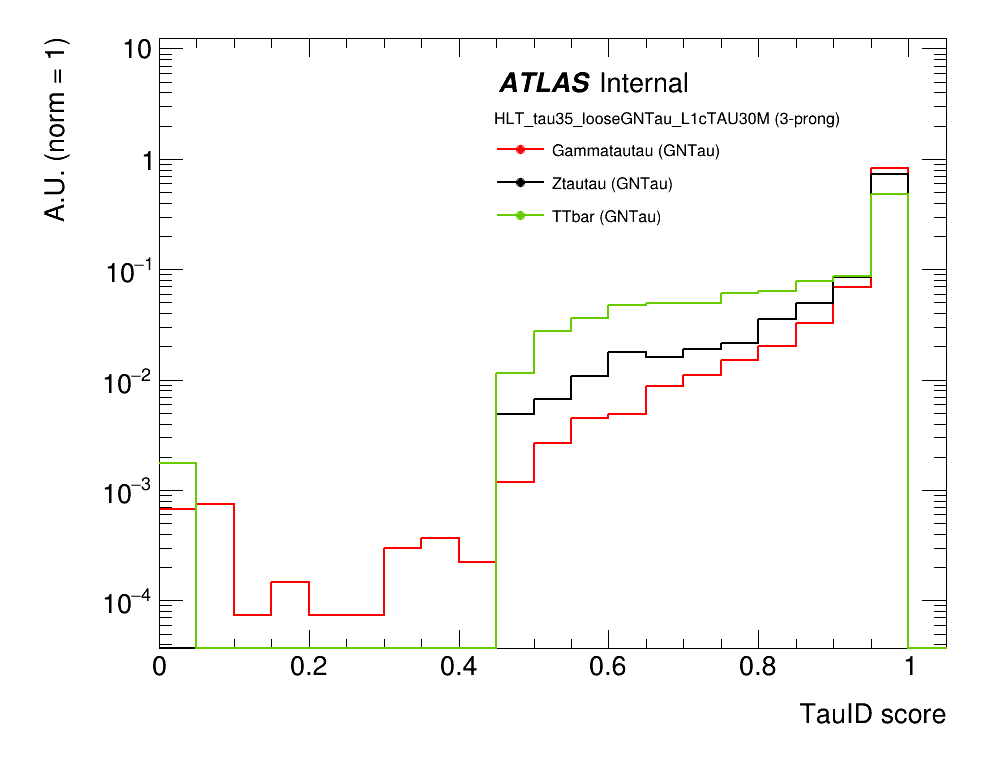 A.U. (norm = 1)
10
1
10⁻¹
10⁻²
10⁻³
10⁻⁴
ATLAS Internal
HLT_tau35_looseGNTau_L1cTAU30M (3-prong)
Gammatautau (GNTau)
Ztautau (GNTau)
TTbar (GNTau)
0 0.2 0.4 0.6 0.8 1
TauID score